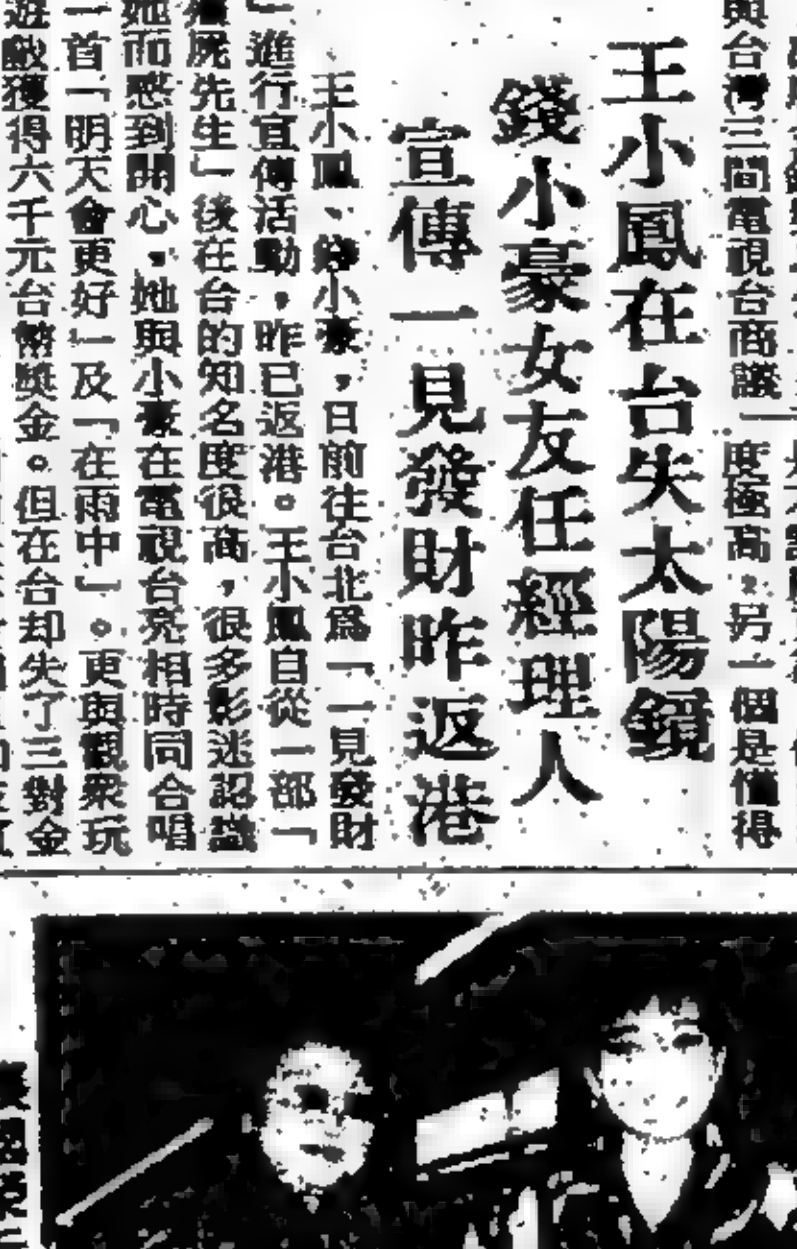 與台灣三間電視台商議
度極高,另一個是懂得
王小鳳在台失太陽鏡
錢小豪女友任經理人
宣傳一見發財昨返港
王小鳳、錢小豪,日前往台北爲「一見發財
」進行宣傳活動,昨已返港。王小鳳自從一部「
殭屍先生」後在台的知名度很高,很多影迷認識
她而感到開心。她與小豪在電視台亮相時同合唱
一首「明天會更好」及「在雨中」。更與觀衆玩
遊戲獲得六千元台幣獎金。但在台却失了三對金